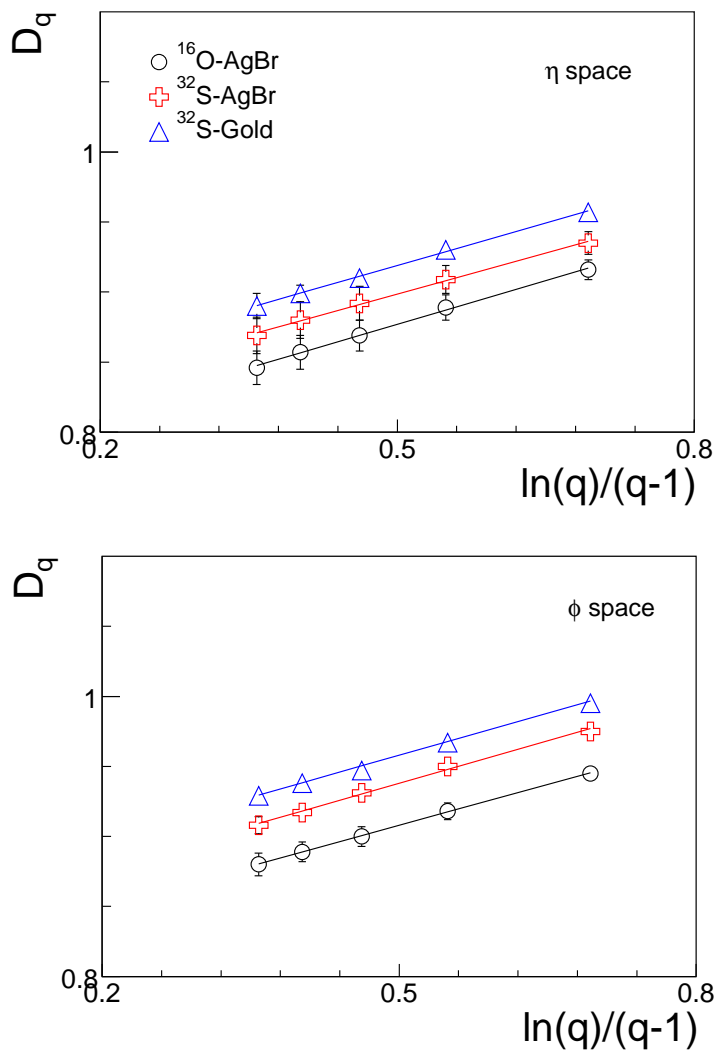 D_q
^16O-AgBr
^32S-AgBr
^32S-Gold
η space
1
0.8
0.2 0.5 0.8
ln(q)/(q-1)
D_q
ϕ space
1
0.8
0.2 0.5 0.8
ln(q)/(q-1)